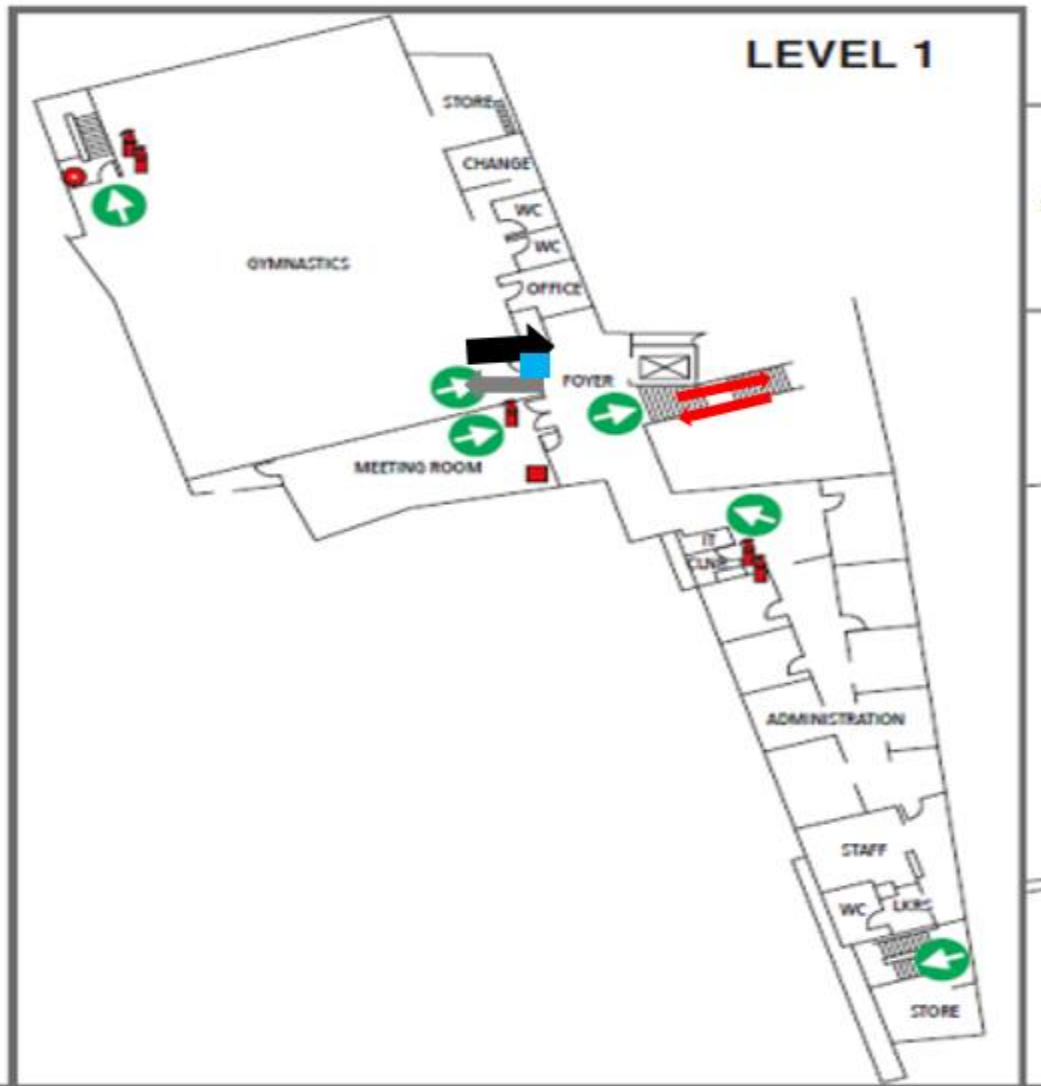 LEVEL 1
STORE
CHANGE
WC
WC
GYMNASTICS
OFFICE
FOYER
MEETING ROOM
IT
CLNR
ADMINISTRATION
STAFF
WC
LKRS
STORE